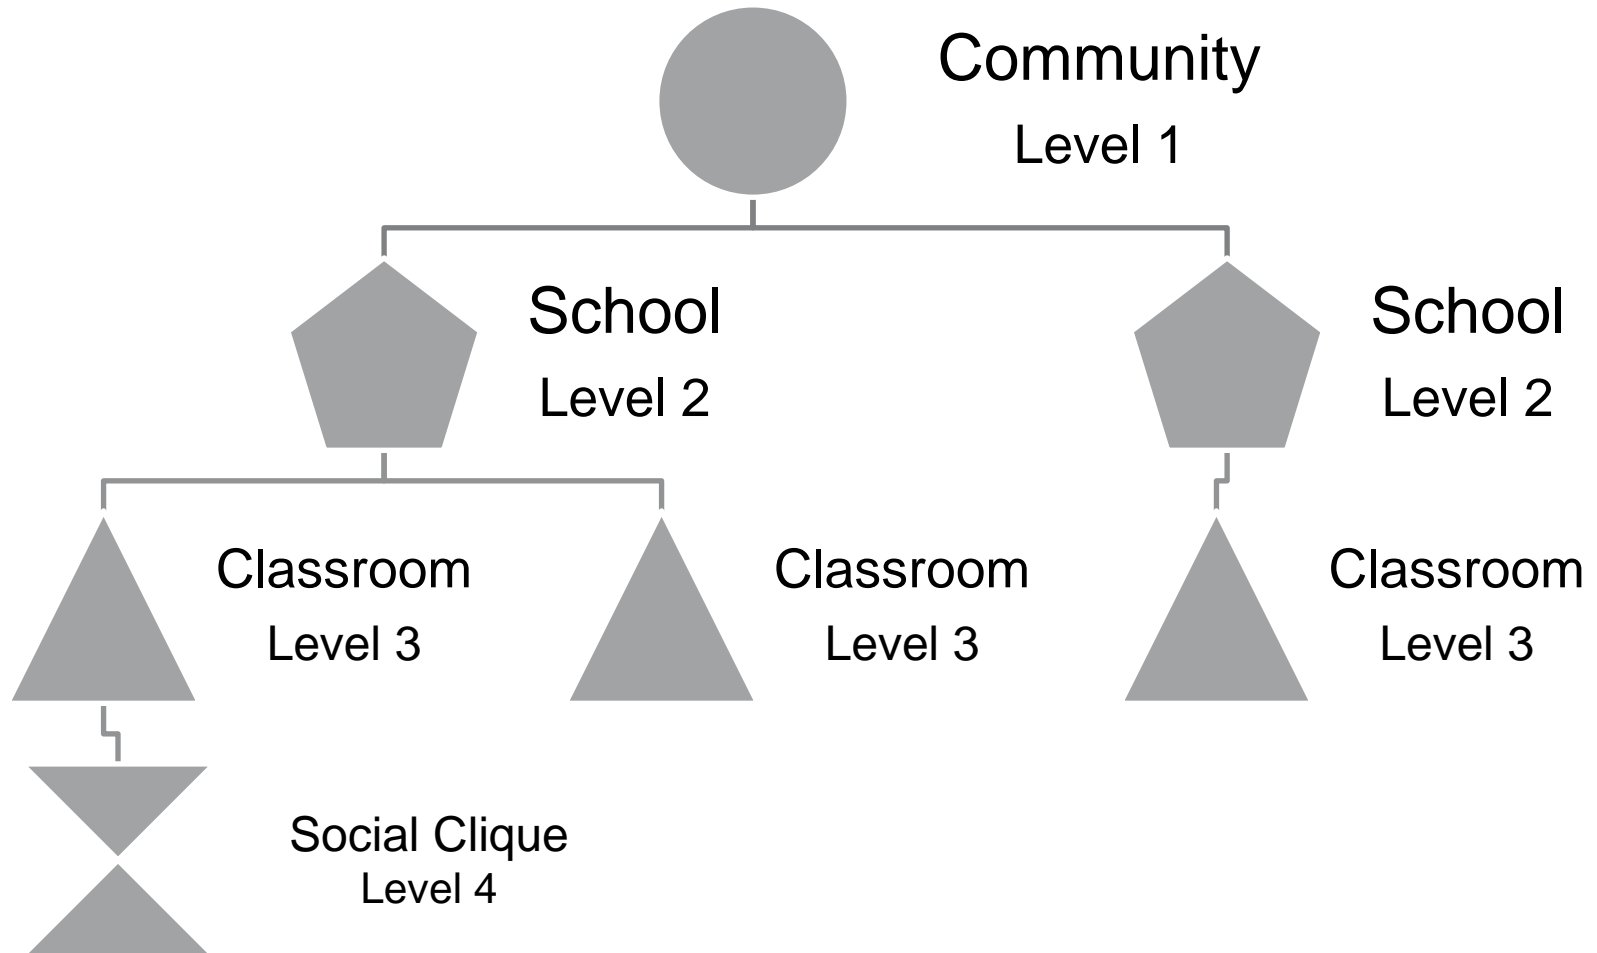 Community
Level 1
School
Level 2
School
Level 2
Classroom
Level 3
Classroom
Level 3
Classroom
Level 3
Social Clique
Level 4